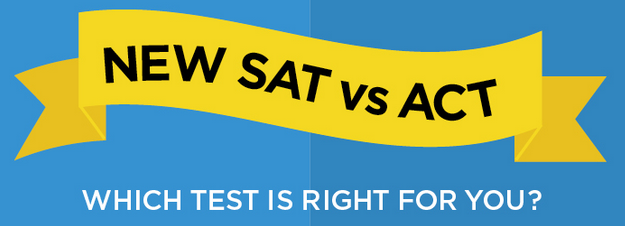 NEW SAT vs ACT
WHICH TEST IS RIGHT FOR YOU?